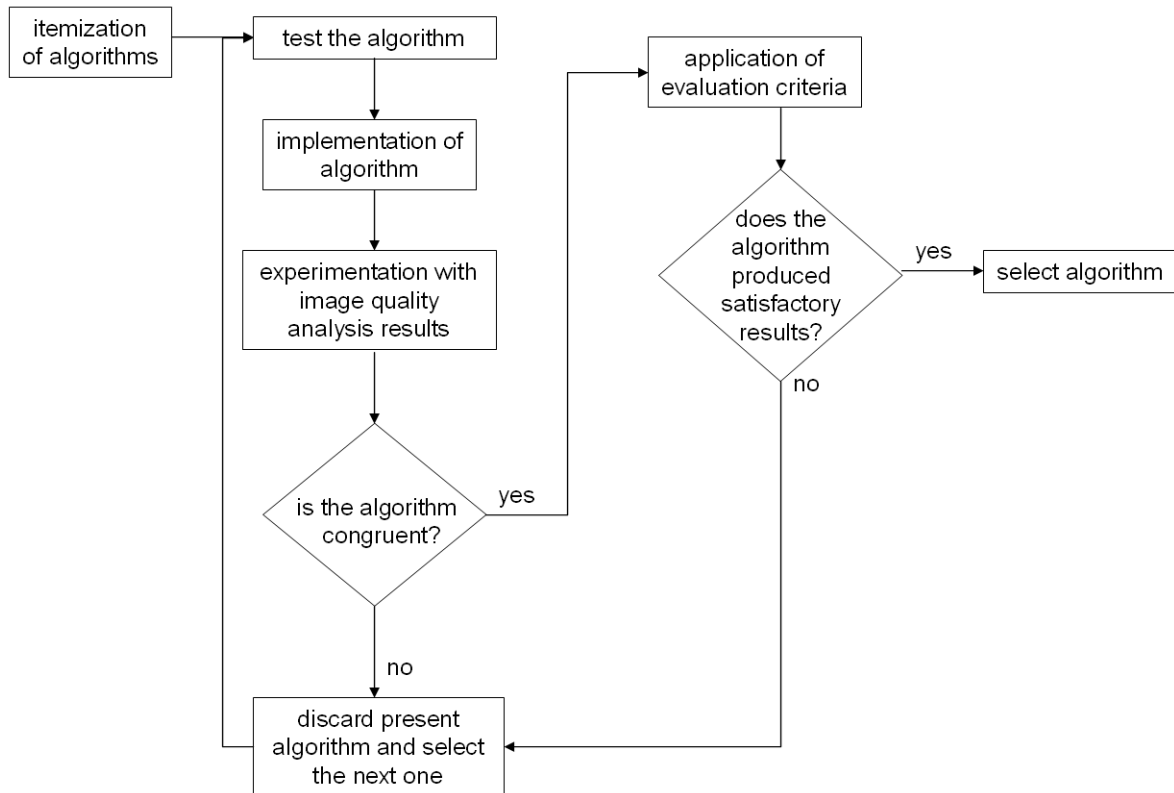 itemization
of algorithms
test the algorithm
implementation of
algorithm
experimentation with
image quality
analysis results
is the algorithm
congruent?
yes
no
discard present
algorithm and select
the next one
application of
evaluation criteria
does the
algorithm
produced
satisfactory
results?
yes
no
select algorithm